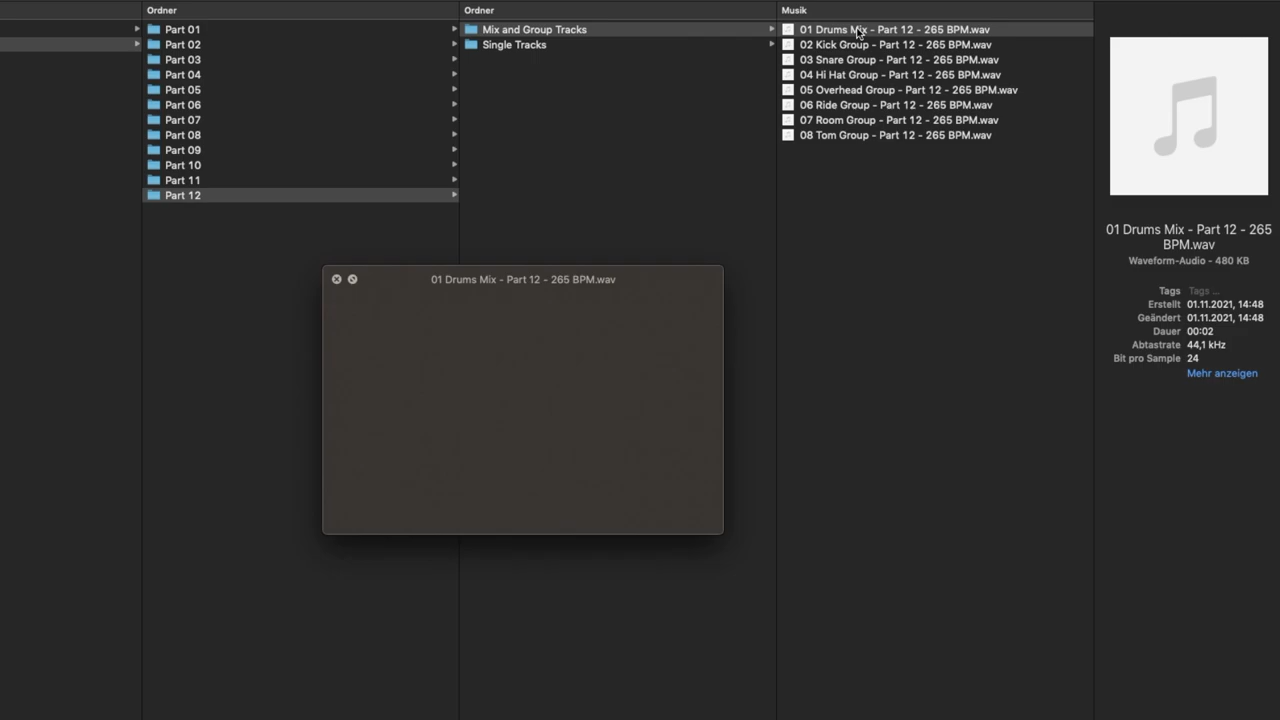 Ordner
Part 01
Part 02
Part 03
Part 04
Part 05
Part 06
Part 07
Part 08
Part 09
Part 10
Part 11
Part 12
Ordner
Mix and Group Tracks
Single Tracks
Musik
01 Drums Mix - Part 12 - 265 BPM.wav
02 Kick Group - Part 12 - 265 BPM.wav
03 Snare Group - Part 12 - 265 BPM.wav
04 Hi Hat Group - Part 12 - 265 BPM.wav
05 Overhead Group - Part 12 - 265 BPM.wav
06 Ride Group - Part 12 - 265 BPM.wav
07 Room Group - Part 12 - 265 BPM.wav
08 Tom Group - Part 12 - 265 BPM.wav
01 Drums Mix - Part 12 - 265 BPM.wav
01 Drums Mix - Part 12 - 265
BPM.wav
Waveform-Audio - 480 KB
Tags Tags ...
Erstellt 01.11.2021, 14:48
Geändert 01.11.2021, 14:48
Dauer 00:02
Abtastrate 44,1 kHz
Bit pro Sample 24
Mehr anzeigen